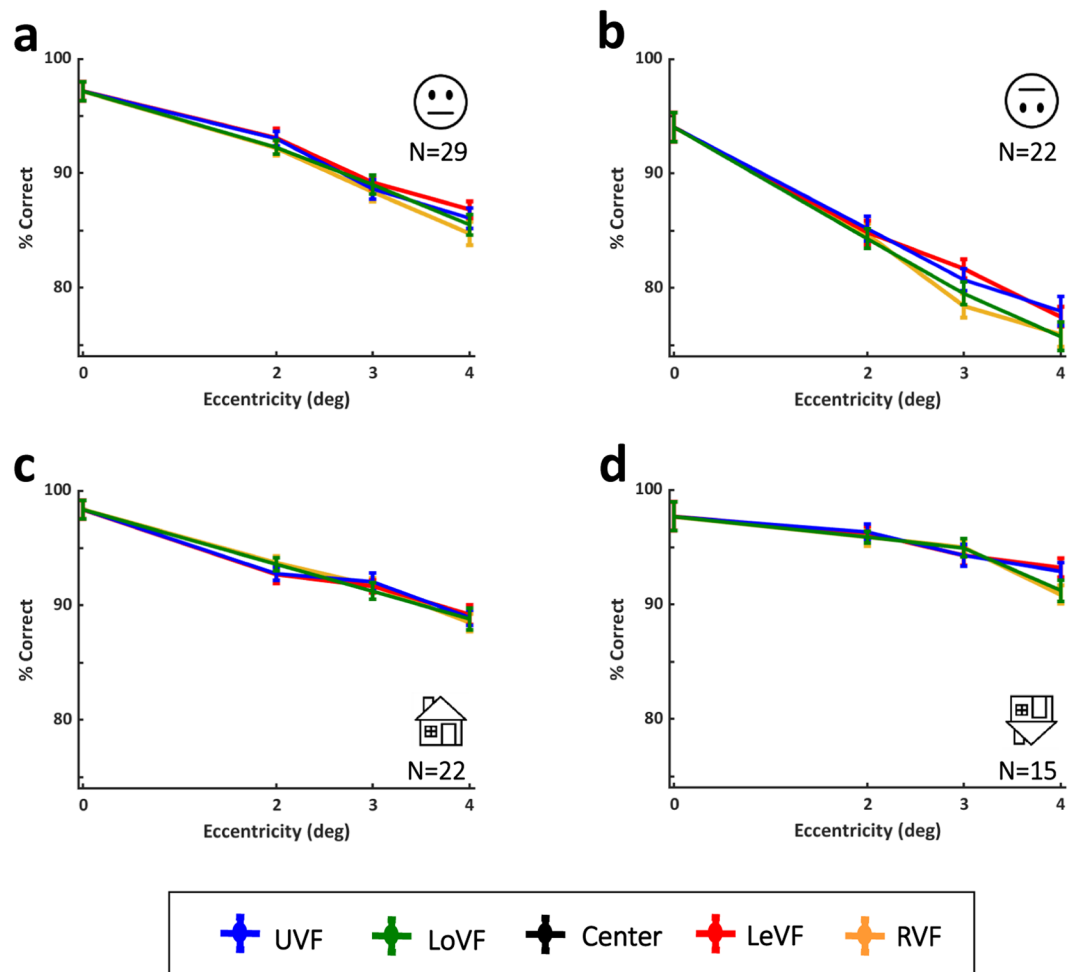 a
100
90
80
% Correct
N=29
0 2 3 4
Eccentricity (deg)
b
100
90
80
% Correct
N=22
0 2 3 4
Eccentricity (deg)
c
100
90
80
% Correct
N=22
0 2 3 4
Eccentricity (deg)
d
100
90
80
% Correct
N=15
0 2 3 4
Eccentricity (deg)
UVF LoVF Center LeVF RVF